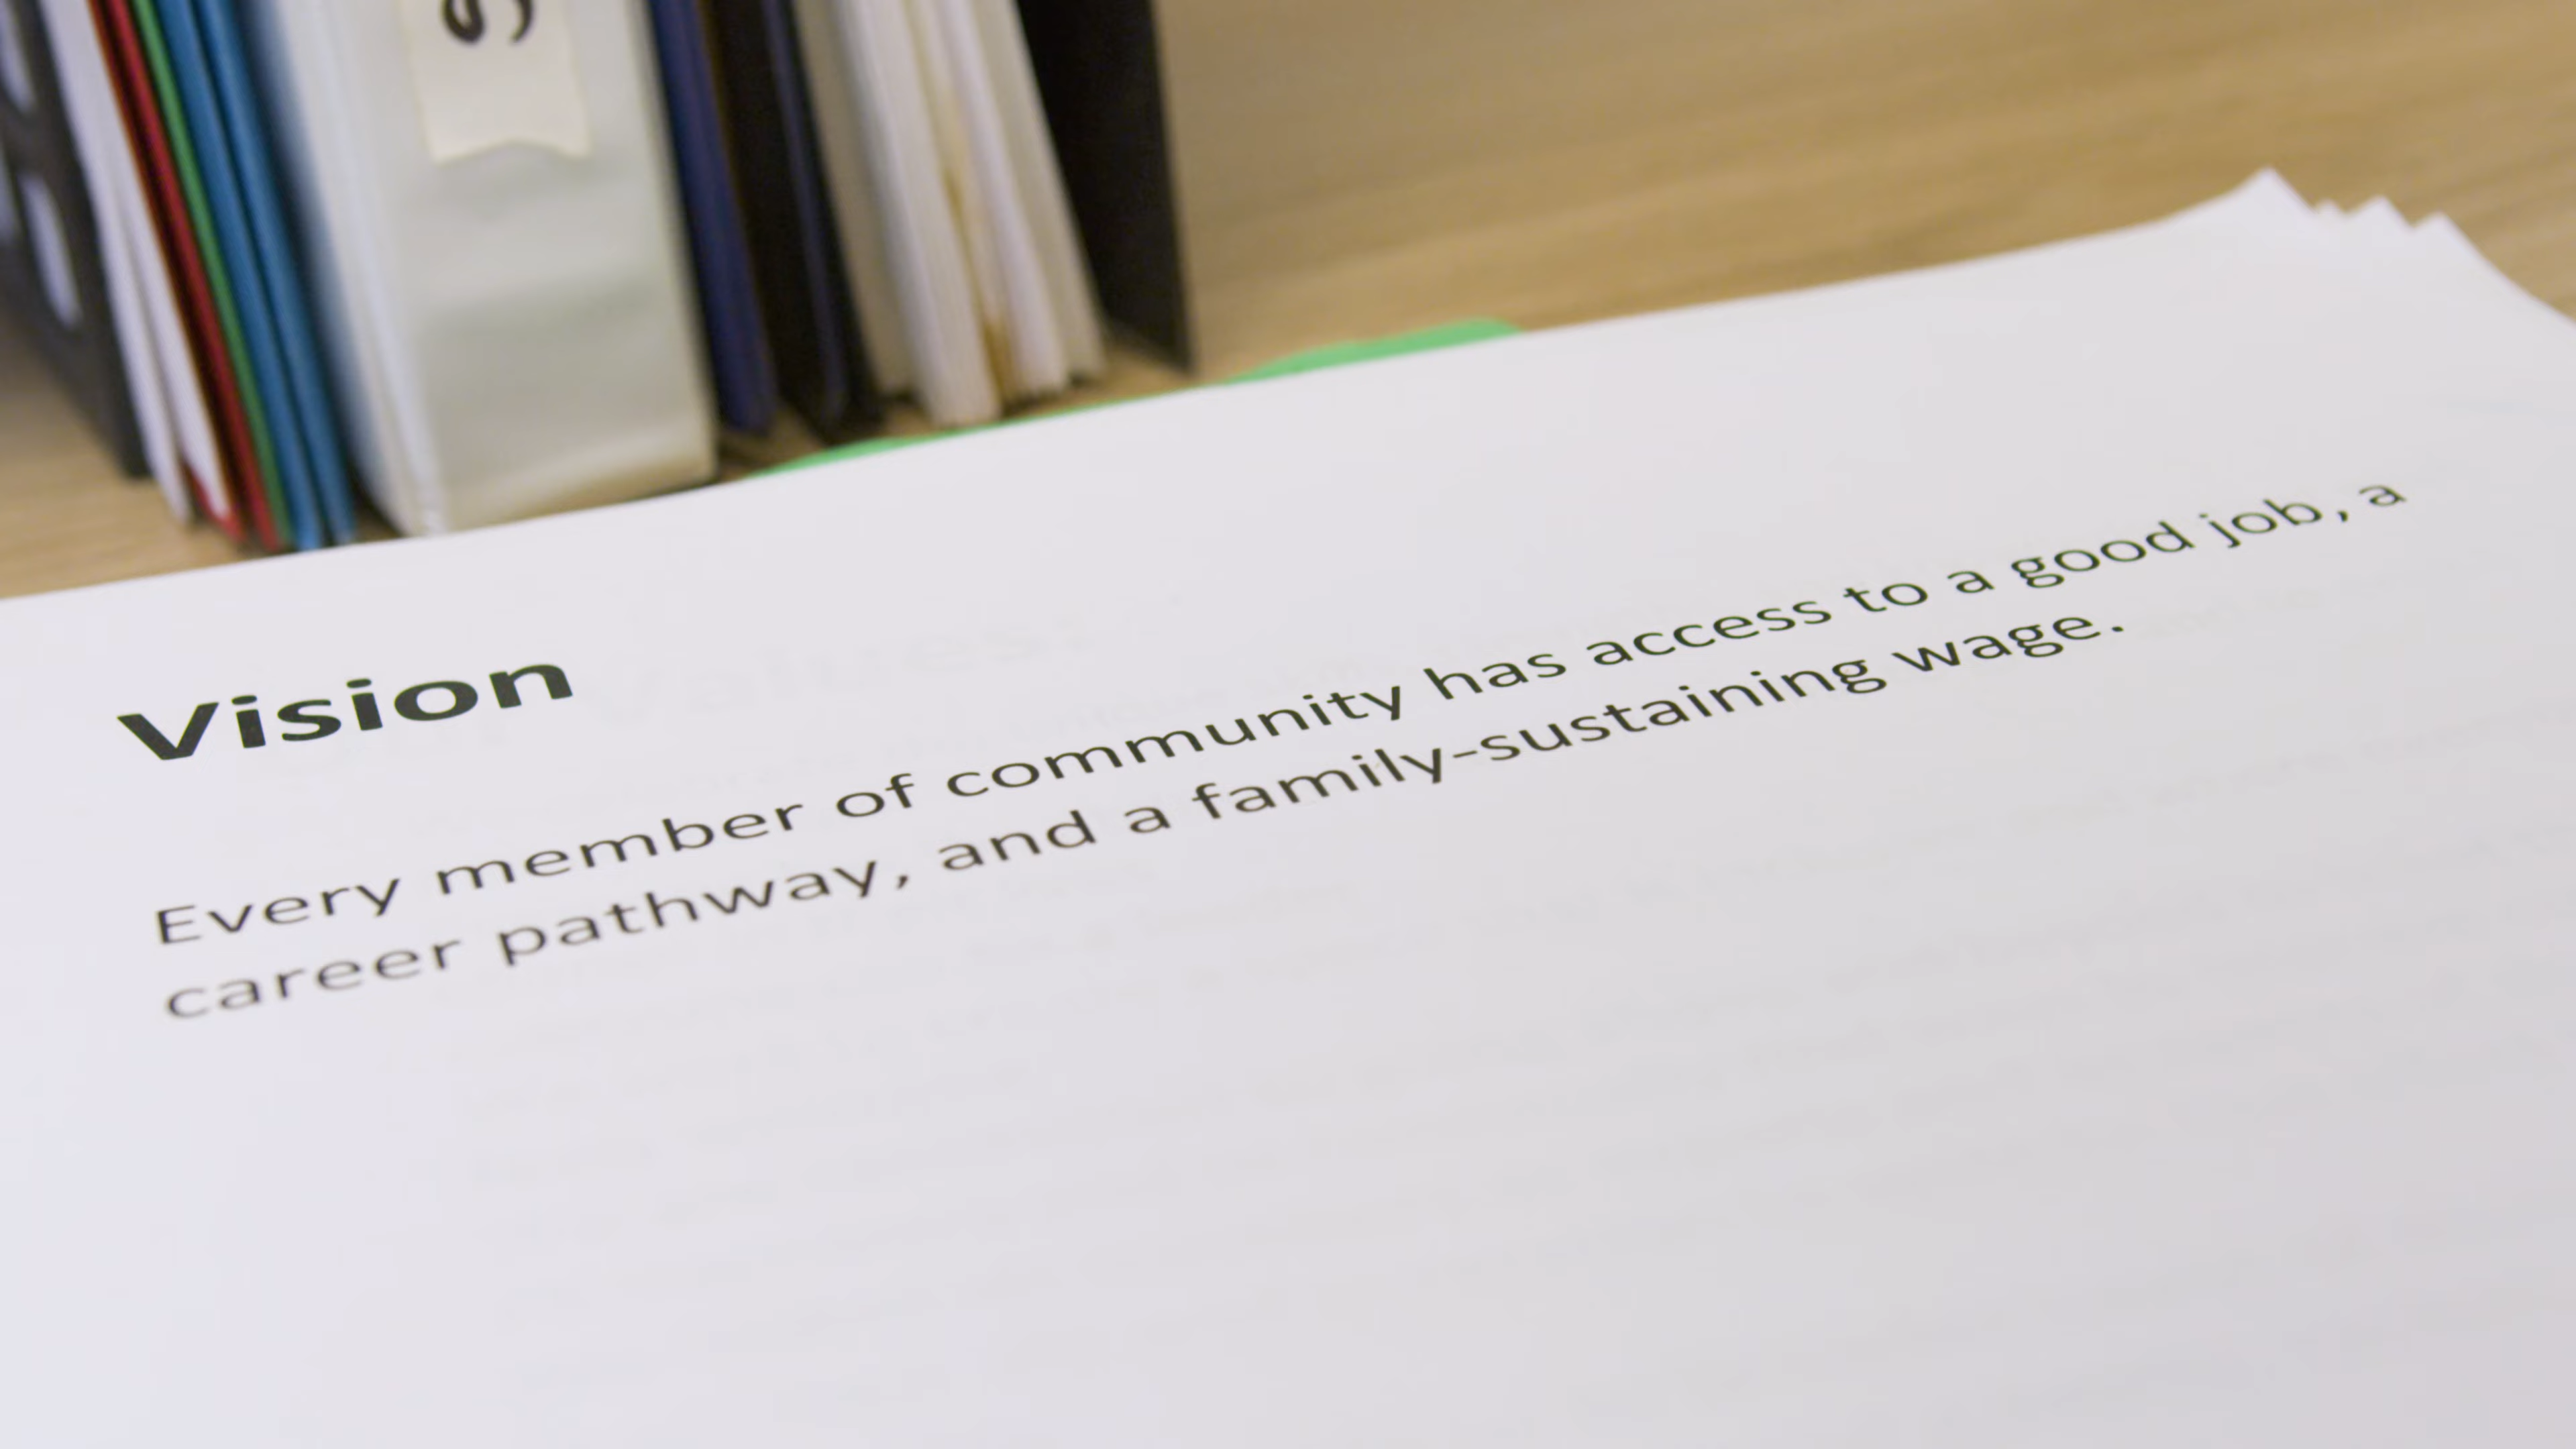 Vision
Every member of community has access to a good job, a
career pathway, and a family-sustaining wage.